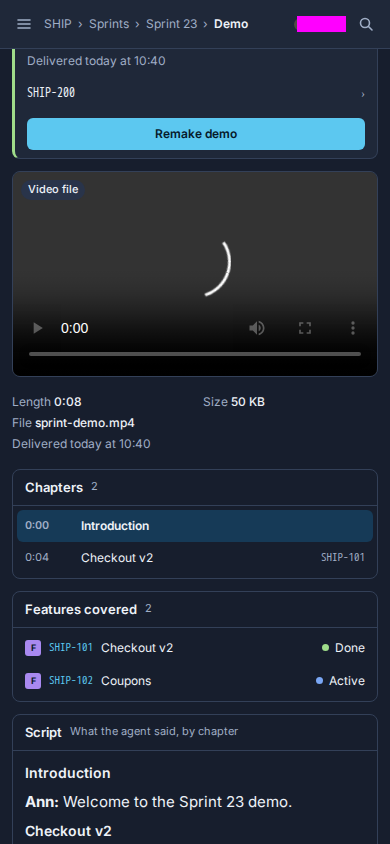 SHIP › Sprints › Sprint 23 › Demo
Delivered today at 10:40
SHIP-200 ›
Remake demo
Video file
0:00
Length 0:08 Size 50 KB
File sprint-demo.mp4
Delivered today at 10:40
Chapters 2
0:00 Introduction
0:04 Checkout v2 SHIP-101
Features covered 2
F SHIP-101 Checkout v2 Done
F SHIP-102 Coupons Active
Script What the agent said, by chapter
Introduction
Ann: Welcome to the Sprint 23 demo.
Checkout v2